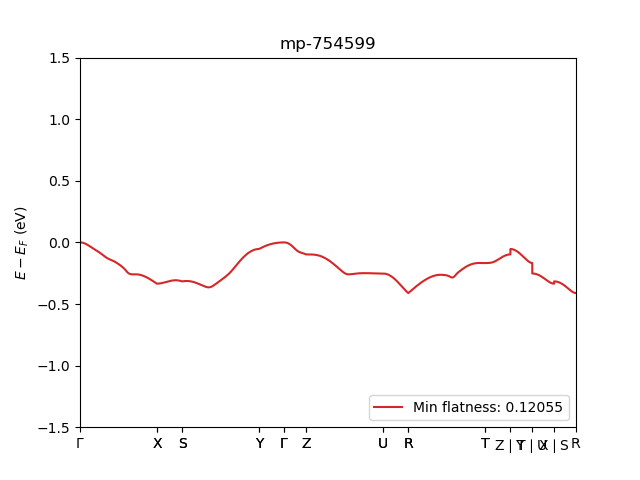 mp-754599
E − E_F (eV)
1.5
1.0
0.5
0.0
−0.5
−1.0
−1.5
Min flatness: 0.12055
Γ X S Y Γ Z U R T Z | Y T | U X | S R